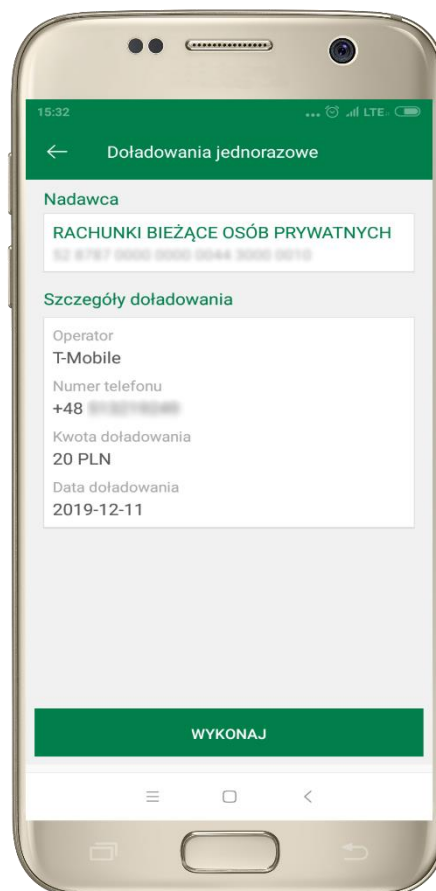 15:32
... LTE
Doładowania jednorazowe
Nadawca
RACHUNKI BIEŻĄCE OSÓB PRYWATNYCH
Szczegóły doładowania
Operator
T-Mobile
Numer telefonu
+48
Kwota doładowania
20 PLN
Data doładowania
2019-12-11
WYKONAJ